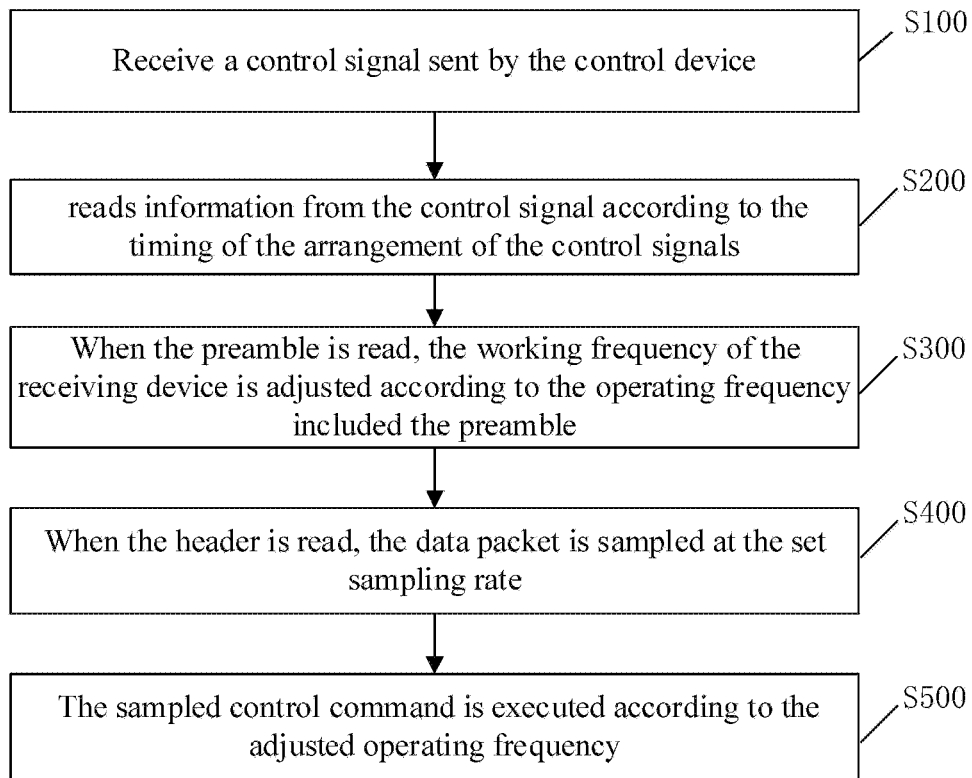 S100
Receive a control signal sent by the control device
S200
reads information from the control signal according to the
timing of the arrangement of the control signals
S300
When the preamble is read, the working frequency of the
receiving device is adjusted according to the operating frequency
included the preamble
S400
When the header is read, the data packet is sampled at the set
sampling rate
S500
The sampled control command is executed according to the
adjusted operating frequency